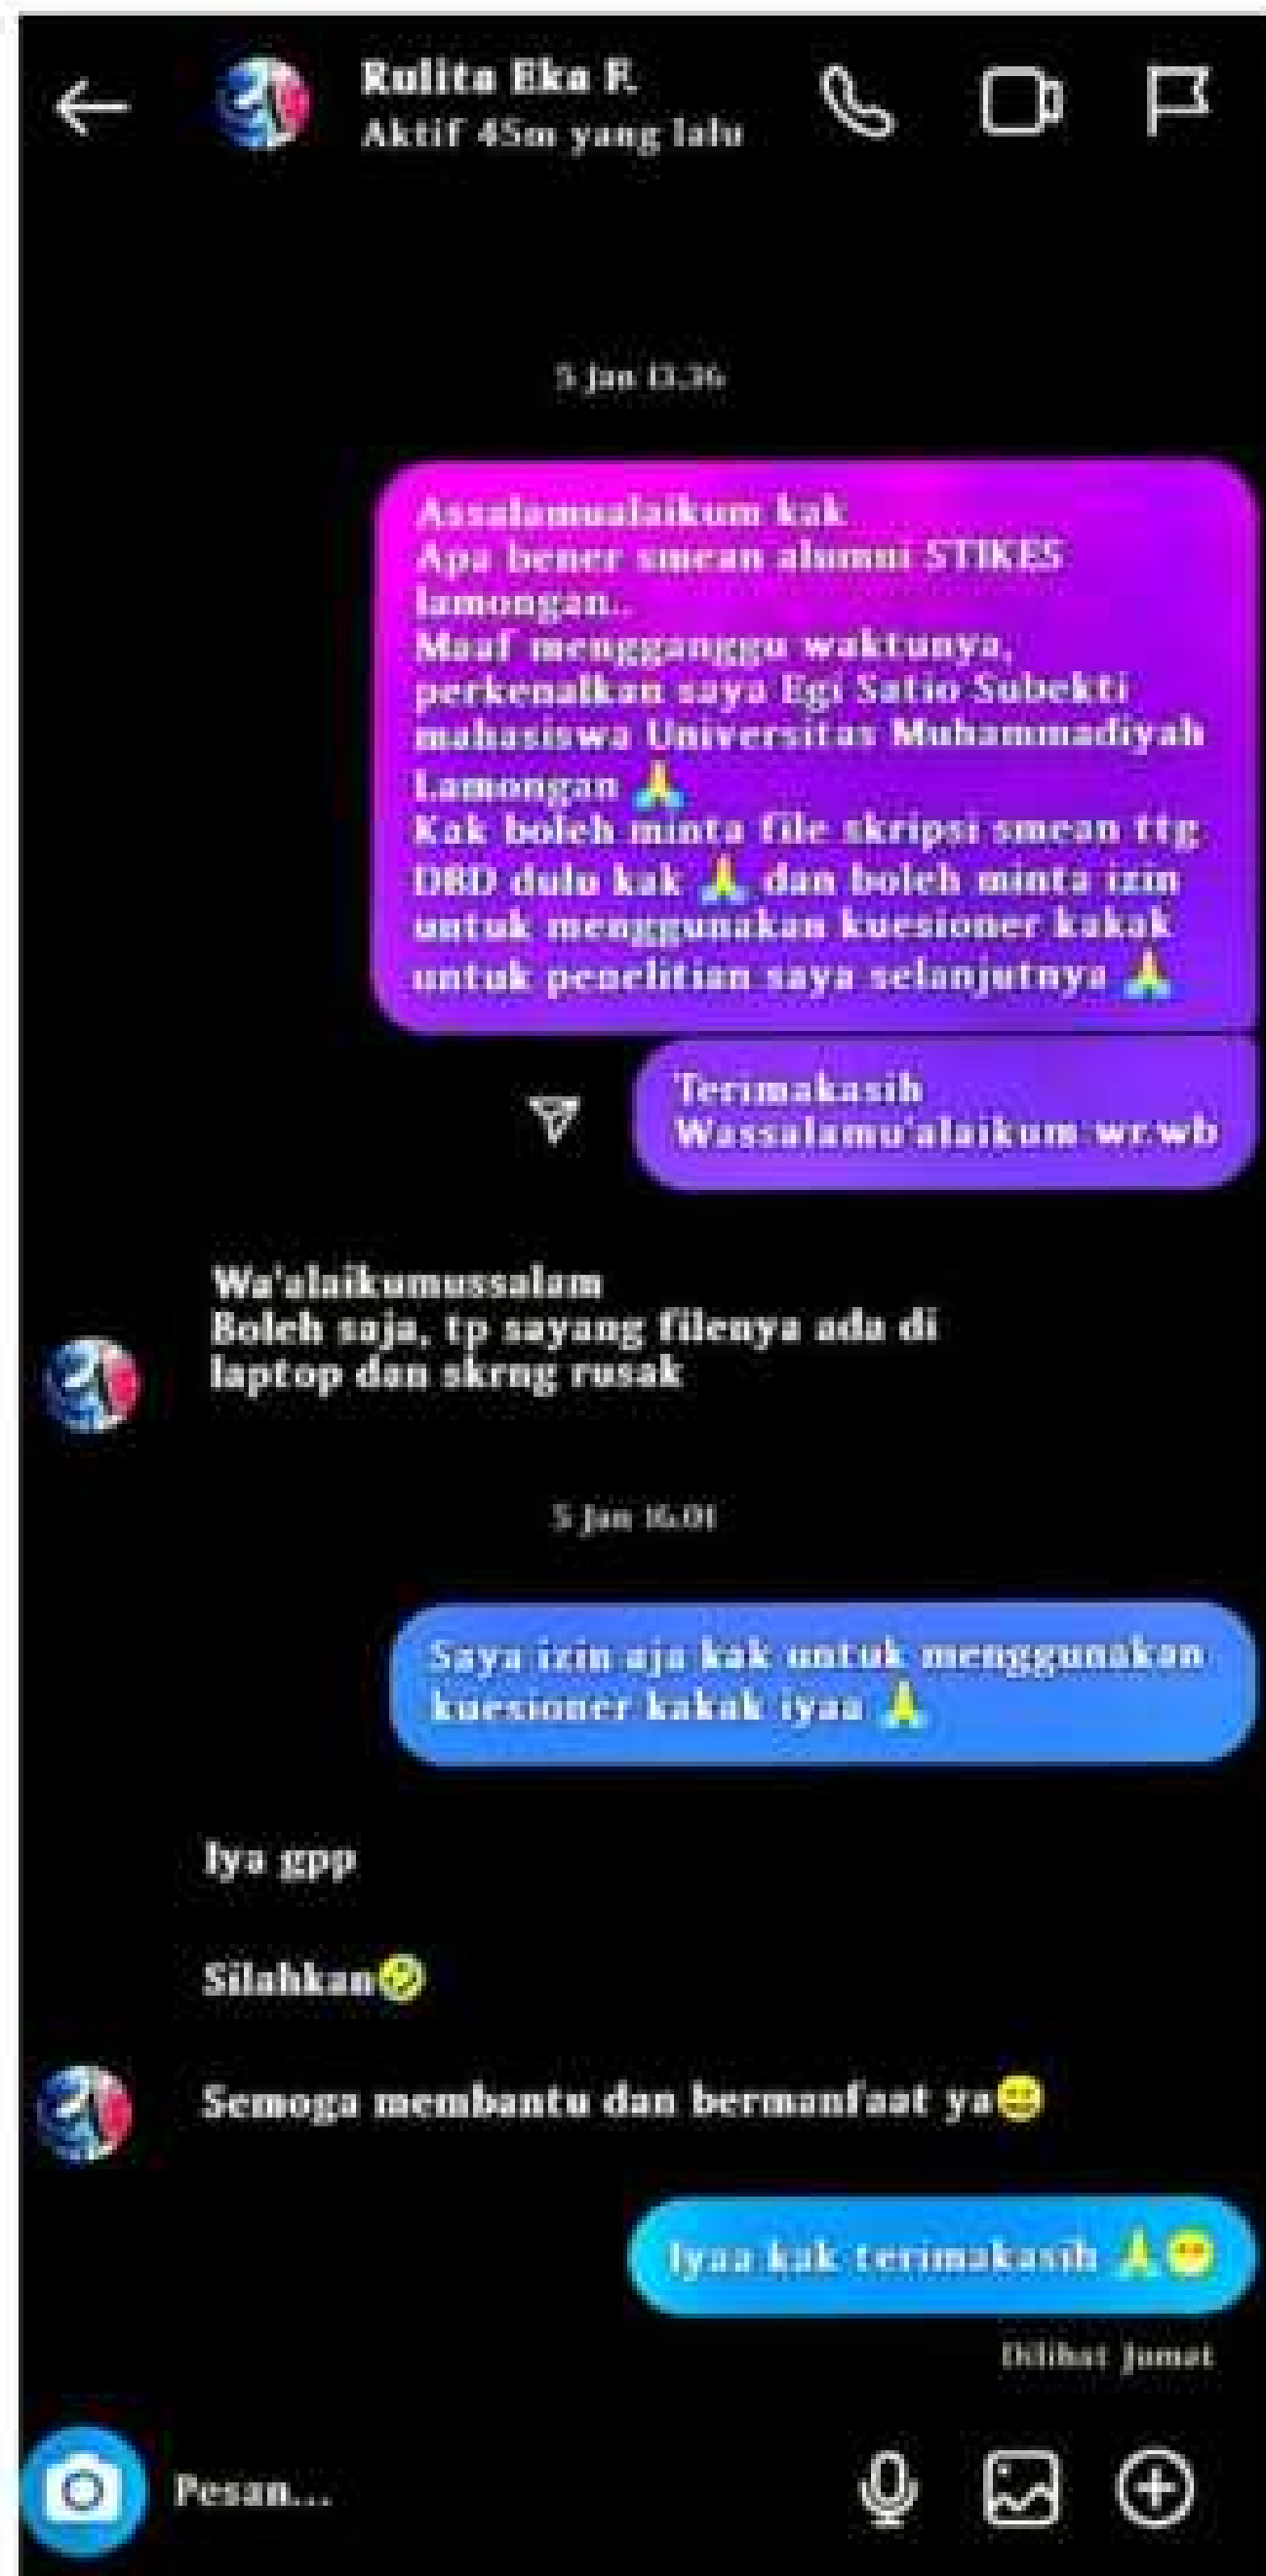 Rulita Eka F.
Aktif 45m yang lalu
5 Jan 13.36
Assalamualaikum kak
Apa bener smean alumni STIKES
lamongan..
Maaf mengganggu waktunya,
perkenalkan saya Egi Satio Subekti
mahasiswa Universitas Muhammadiyah
Lamongan 🙏
Kak boleh minta file skripsi smean ttg
DBD dulu kak 🙏 dan boleh minta izin
untuk menggunakan kuesioner kakak
untuk penelitian saya selanjutnya 🙏
Terimakasih
Wassalamu'alaikum wr.wb
Wa'alaikumussalam
Boleh saja, tp sayang filenya ada di
laptop dan skrng rusak
5 Jan 16.01
Saya izin aja kak untuk menggunakan
kuesioner kakak iyaa 🙏
Iya gpp
Silahkan🤣
Semoga membantu dan bermanfaat ya😊
Iyaa kak terimakasih 🙏😁
Dilihat Jumat
Pesan...